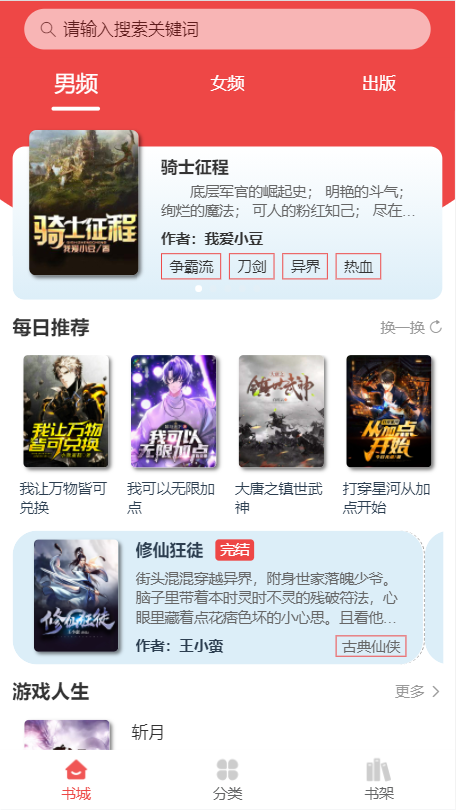 请输入搜索关键词
男频
女频
出版
骑士征程
我爱小豆/著
骑士征程
底层军官的崛起史； 明艳的斗气；
绚烂的魔法； 可人的粉红知己； 尽在…
作者：我爱小豆
争霸流
刀剑
异界
热血
每日推荐
换一换
我让万物
皆可兑换
我可以
无限加点
从加点
开始
我让万物皆可
兑换
我可以无限加
点
大唐之镇世武
神
打穿星河从加
点开始
修仙狂徒
王小蛮
修仙狂徒
完结
街头混混穿越异界，附身世家落魄少爷。
脑子里带着本时灵时不灵的残破符法，心
眼里藏着点花痞色坏的小心思。且看他…
作者：王小蛮
古典仙侠
游戏人生
更多
斩月
书城
分类
书架